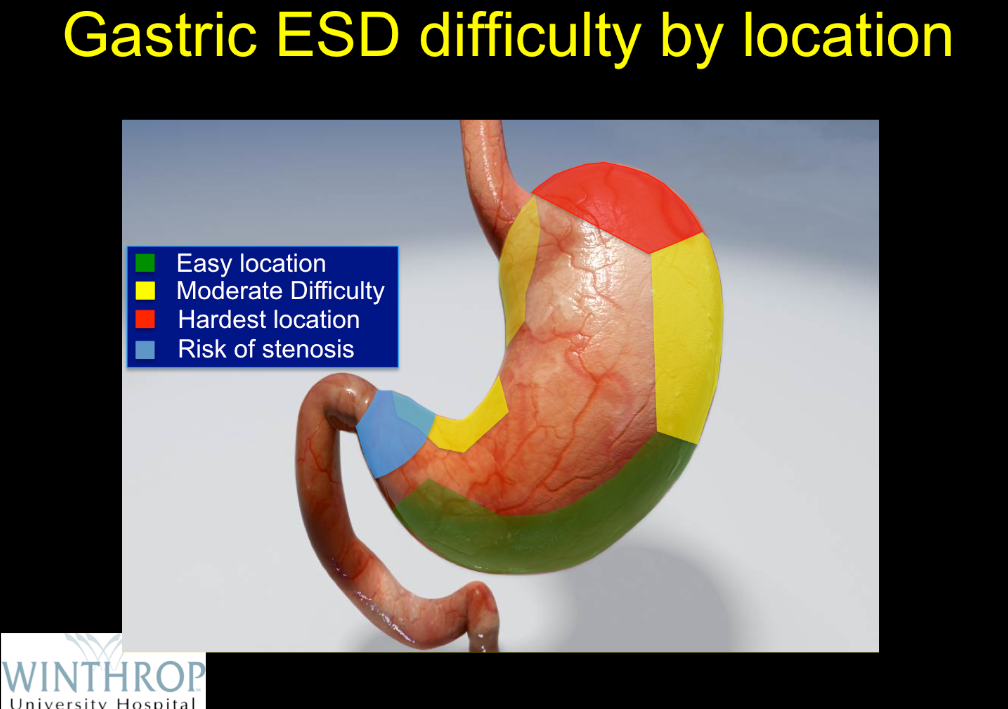 Gastric ESD difficulty by location
Easy location
Moderate Difficulty
Hardest location
Risk of stenosis
WINTHROP
University Hospital